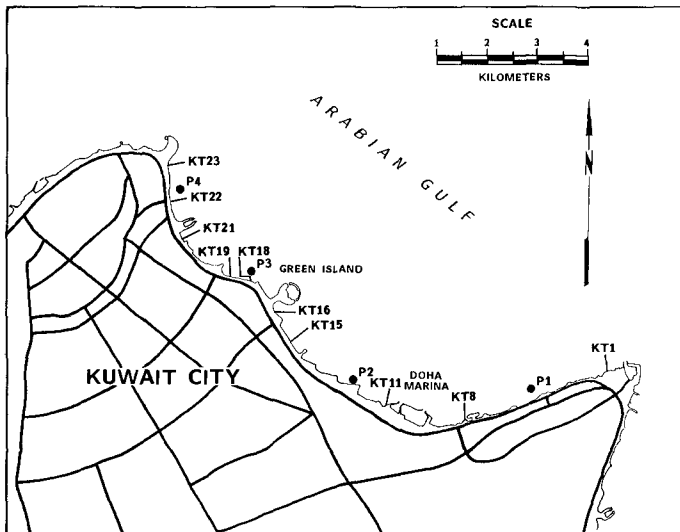 SCALE
1 2 3 4
KILOMETERS
ARABIAN GULF
N
KT23
P4
KT22
KT21
KT19 KT18
P3
GREEN ISLAND
KT16
KT15
KT1
KUWAIT CITY
P2
DOHA
MARINA
P1
KT11
KT8